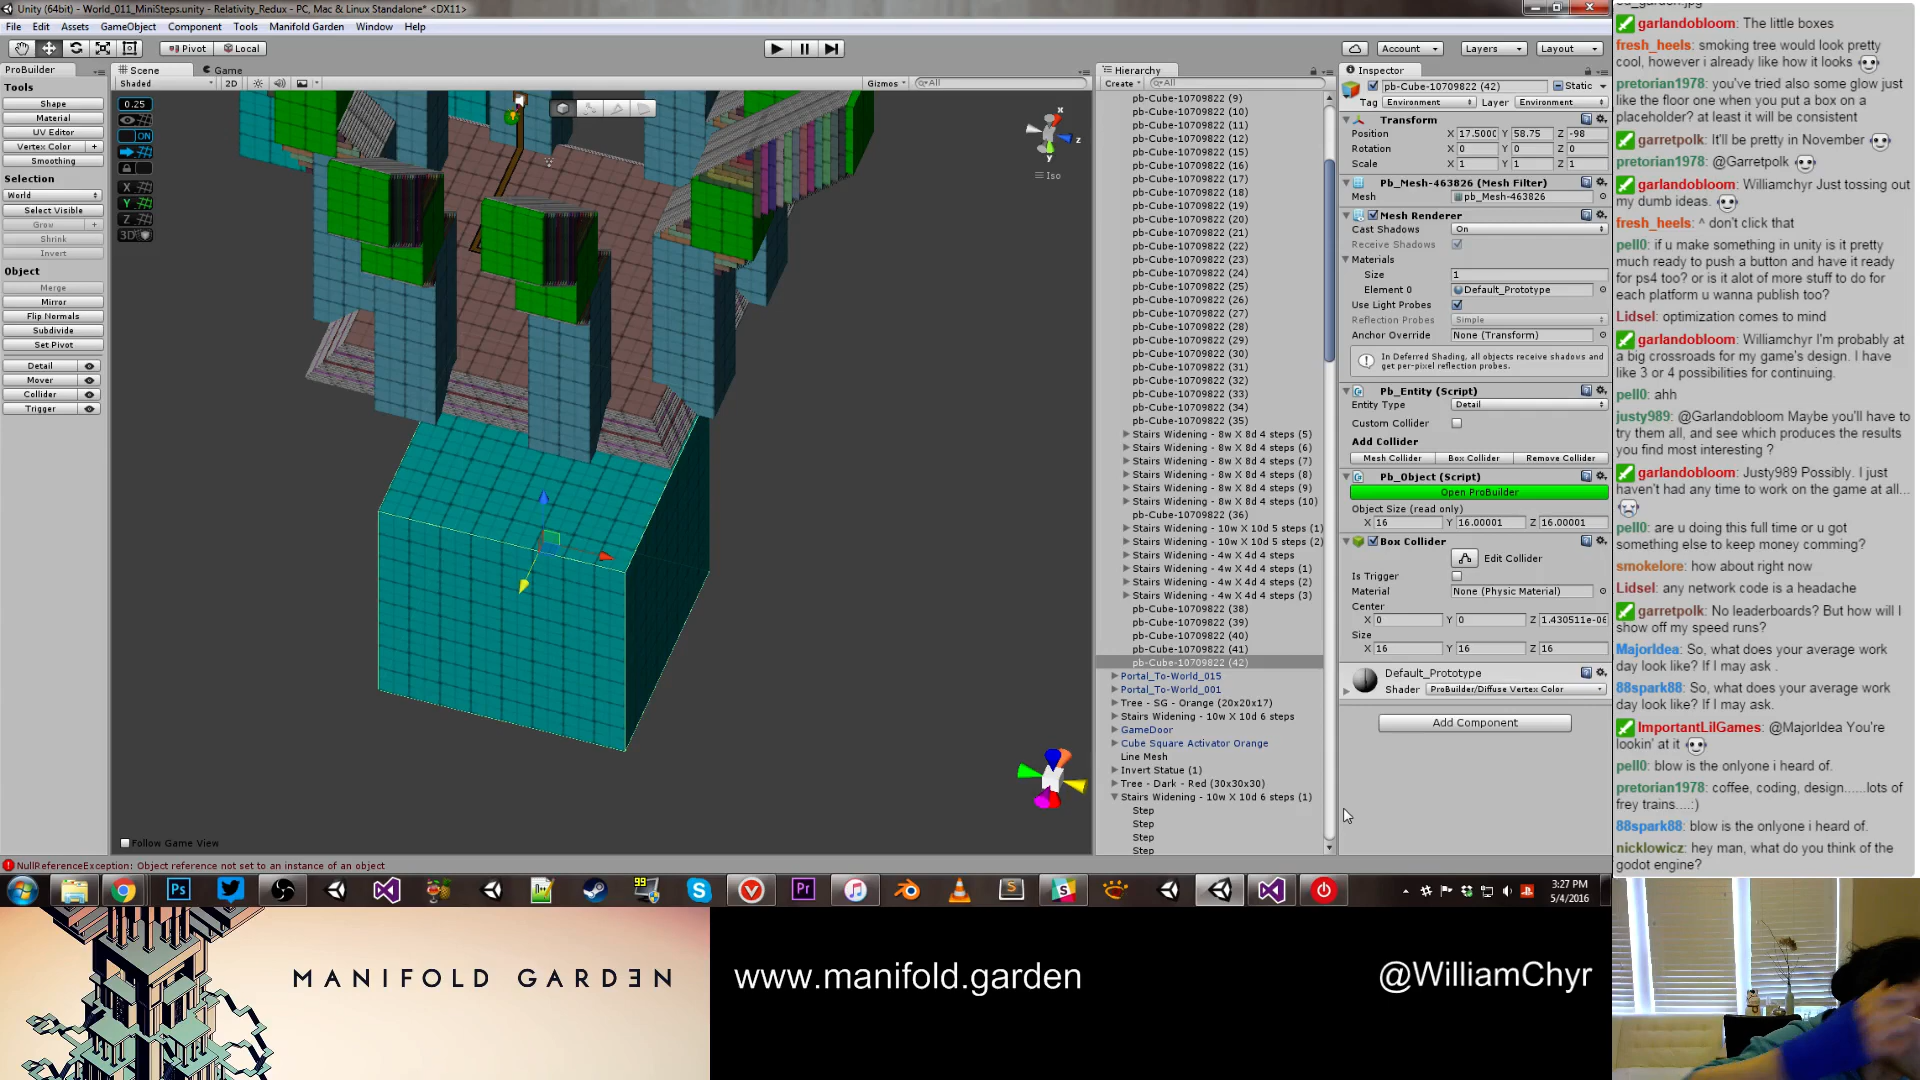 Unity (64bit) - World_011_MiniSteps.unity - Relativity_Redux - PC, Mac & Linux Standalone* <DX11>
File Edit Assets GameObject Component Tools Manifold Garden Window Help
Pivot Local
Account Layers Layout
ProBuilder
Tools
Shape
Material
UV Editor
Vertex Color +
Smoothing
Selection
World
Select Visible
Grow +
Shrink
Invert
Object
Merge
Mirror
Flip Normals
Subdivide
Set Pivot
Detail
Mover
Collider
Trigger
Scene Game
Shaded 2D Gizmos All
0.25
ON
X
Y
Z
3D
x
z
y
Iso
Follow Game View
NullReferenceException: Object reference not set to an instance of an object
Hierarchy
Create All
pb-Cube-10709822 (9)
pb-Cube-10709822 (10)
pb-Cube-10709822 (11)
pb-Cube-10709822 (12)
pb-Cube-10709822 (15)
pb-Cube-10709822 (16)
pb-Cube-10709822 (17)
pb-Cube-10709822 (18)
pb-Cube-10709822 (19)
pb-Cube-10709822 (20)
pb-Cube-10709822 (21)
pb-Cube-10709822 (22)
pb-Cube-10709822 (23)
pb-Cube-10709822 (24)
pb-Cube-10709822 (25)
pb-Cube-10709822 (26)
pb-Cube-10709822 (27)
pb-Cube-10709822 (28)
pb-Cube-10709822 (29)
pb-Cube-10709822 (30)
pb-Cube-10709822 (31)
pb-Cube-10709822 (32)
pb-Cube-10709822 (33)
pb-Cube-10709822 (34)
pb-Cube-10709822 (35)
Stairs Widening - 8w X 8d 4 steps (5)
Stairs Widening - 8w X 8d 4 steps (6)
Stairs Widening - 8w X 8d 4 steps (7)
Stairs Widening - 8w X 8d 4 steps (8)
Stairs Widening - 8w X 8d 4 steps (9)
Stairs Widening - 8w X 8d 4 steps (10)
pb-Cube-10709822 (36)
Stairs Widening - 10w X 10d 5 steps (1)
Stairs Widening - 10w X 10d 5 steps (2)
Stairs Widening - 4w X 4d 4 steps
Stairs Widening - 4w X 4d 4 steps (1)
Stairs Widening - 4w X 4d 4 steps (2)
Stairs Widening - 4w X 4d 4 steps (3)
pb-Cube-10709822 (38)
pb-Cube-10709822 (39)
pb-Cube-10709822 (40)
pb-Cube-10709822 (41)
pb-Cube-10709822 (42)
Portal_To-World_015
Portal_To-World_001
Tree - SG - Orange (20x20x17)
Stairs Widening - 10w X 10d 6 steps
GameDoor
Cube Square Activator Orange
Line Mesh
Invert Statue (1)
Tree - Dark - Red (30x30x30)
Stairs Widening - 10w X 10d 6 steps (1)
Step
Step
Step
Step
Inspector
pb-Cube-10709822 (42) Static
Tag Environment Layer Environment
Transform
Position X 17.5000 Y 58.75 Z -98
Rotation X 0 Y 0 Z 0
Scale X 1 Y 1 Z 1
Pb_Mesh-463826 (Mesh Filter)
Mesh pb_Mesh-463826
Mesh Renderer
Cast Shadows On
Receive Shadows
Materials
Size 1
Element 0 Default_Prototype
Use Light Probes
Reflection Probes Simple
Anchor Override None (Transform)
In Deferred Shading, all objects receive shadows and
get per-pixel reflection probes.
Pb_Entity (Script)
Entity Type Detail
Custom Collider
Add Collider
Mesh Collider Box Collider Remove Collider
Pb_Object (Script)
Open ProBuilder
Object Size (read only)
X 16 Y 16.00001 Z 16.00001
Box Collider
Edit Collider
Is Trigger
Material None (Physic Material)
Center
X 0 Y 0 Z 1.430511e-06
Size
X 16 Y 16 Z 16
Default_Prototype
Shader ProBuilder/Diffuse Vertex Color
Add Component
garlandobloom: The little boxes
fresh_heels: smoking tree would look pretty
cool, however i already like how it looks
pretorian1978: you've tried also some glow just
like the floor one when you put a box on a
placeholder? at least it will be consistent
garretpolk: It'll be pretty in November
pretorian1978: @Garretpolk
garlandobloom: Williamchyr Just tossing out
my dumb ideas.
fresh_heels: ^ don't click that
pell0: if u make something in unity is it pretty
much ready to push a button and have it ready
for ps4 too? or is it alot of more stuff to do for
each platform u wanna publish too?
Lidsel: optimization comes to mind
garlandobloom: Williamchyr I'm probably at
a big crossroads for my game's design. I have
like 3 or 4 possibilities for continuing.
pell0: ahh
justy989: @Garlandobloom Maybe you'll have to
try them all, and see which produces the results
you find most interesting ?
garlandobloom: Justy989 Possibly. I just
haven't had any time to work on the game at all...
pell0: are u doing this full time or u got
something else to keep money comming?
smokelore: how about right now
Lidsel: any network code is a headache
garretpolk: No leaderboards? But how will I
show off my speed runs?
MajorIdea: So, what does your average work
day look like? If I may ask .
88spark88: So, what does your average work
day look like? If I may ask.
ImportantLilGames: @MajorIdea You're
lookin' at it
pell0: blow is the onlyone i heard of.
pretorian1978: coffee, coding, design......lots of
frey trains....:)
88spark88: blow is the onlyone i heard of.
nicklowicz: hey man, what do you think of the
godot engine?
Ps 99 Pr S
3:27 PM
5/4/2016
MANIFOLD GARDƎN
www.manifold.garden
@WilliamChyr